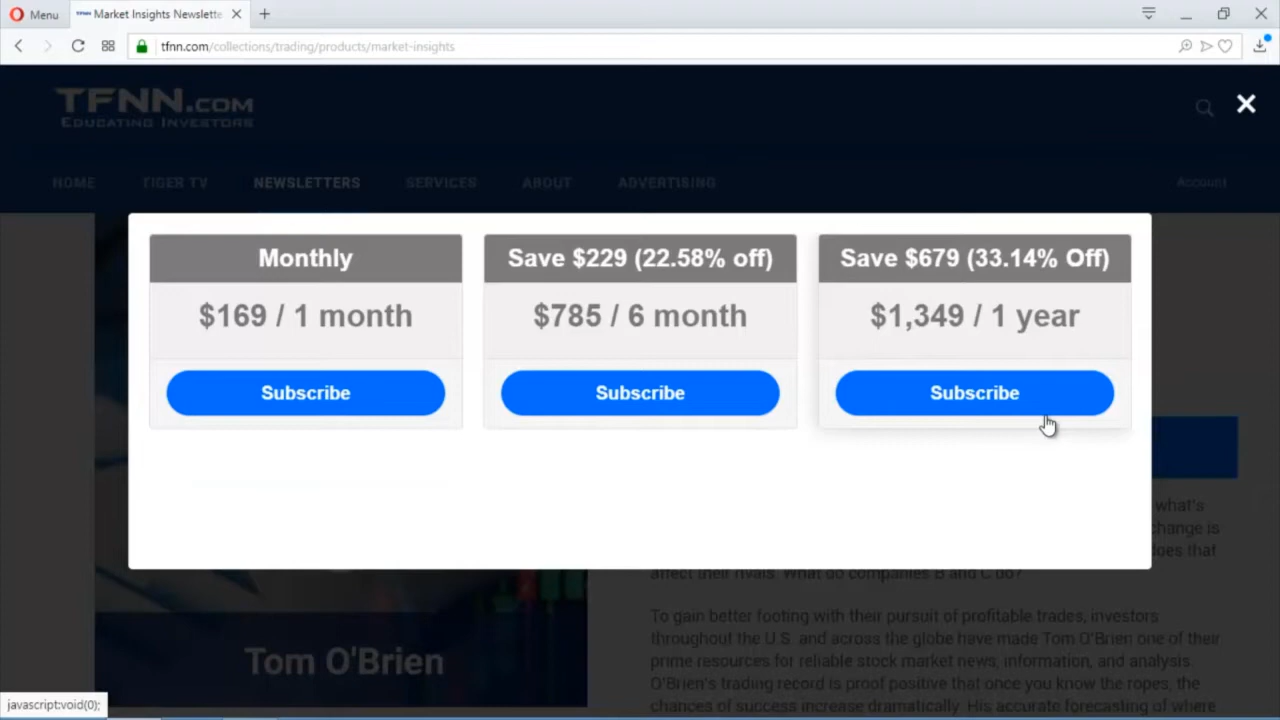 Menu
TFNN Market Insights Newslette
tfnn.com/collections/trading/products/market-insights
TFNN.COM
EDUCATING INVESTORS
HOME TIGER TV NEWSLETTERS SERVICES ABOUT ADVERTISING Account
Monthly
$169 / 1 month
Subscribe
Save $229 (22.58% off)
$785 / 6 month
Subscribe
Save $679 (33.14% Off)
$1,349 / 1 year
Subscribe
what's
change is
does that
affect their rivals. What do companies B and C do?
To gain better footing with their pursuit of profitable trades, investors
throughout the U.S. and across the globe have made Tom O'Brien one of their
prime resources for reliable stock market news, information, and analysis.
O'Brien's trading record is proof positive that once you know the ropes, the
chances of success increase dramatically. His accurate forecasting of where
Tom O'Brien
javascript:void(0);